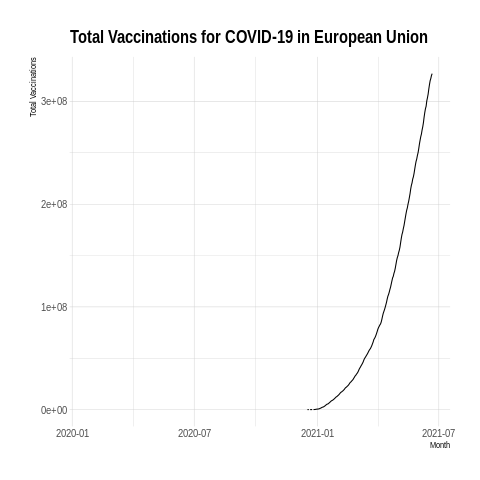 Total Vaccinations for COVID-19 in European Union
Total Vaccinations
3e+08
2e+08
1e+08
0e+00
2020-01 2020-07 2021-01 2021-07
Month